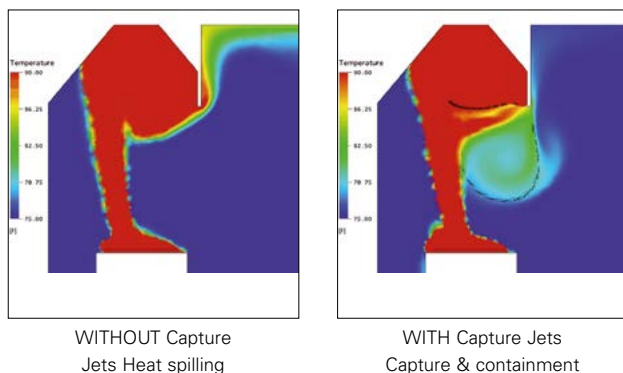 Temperature
90.00
86.25
82.50
78.75
75.00
[F]
WITHOUT Capture
Jets Heat spilling
Temperature
90.00
86.25
82.50
78.75
75.00
[F]
WITH Capture Jets
Capture & containment